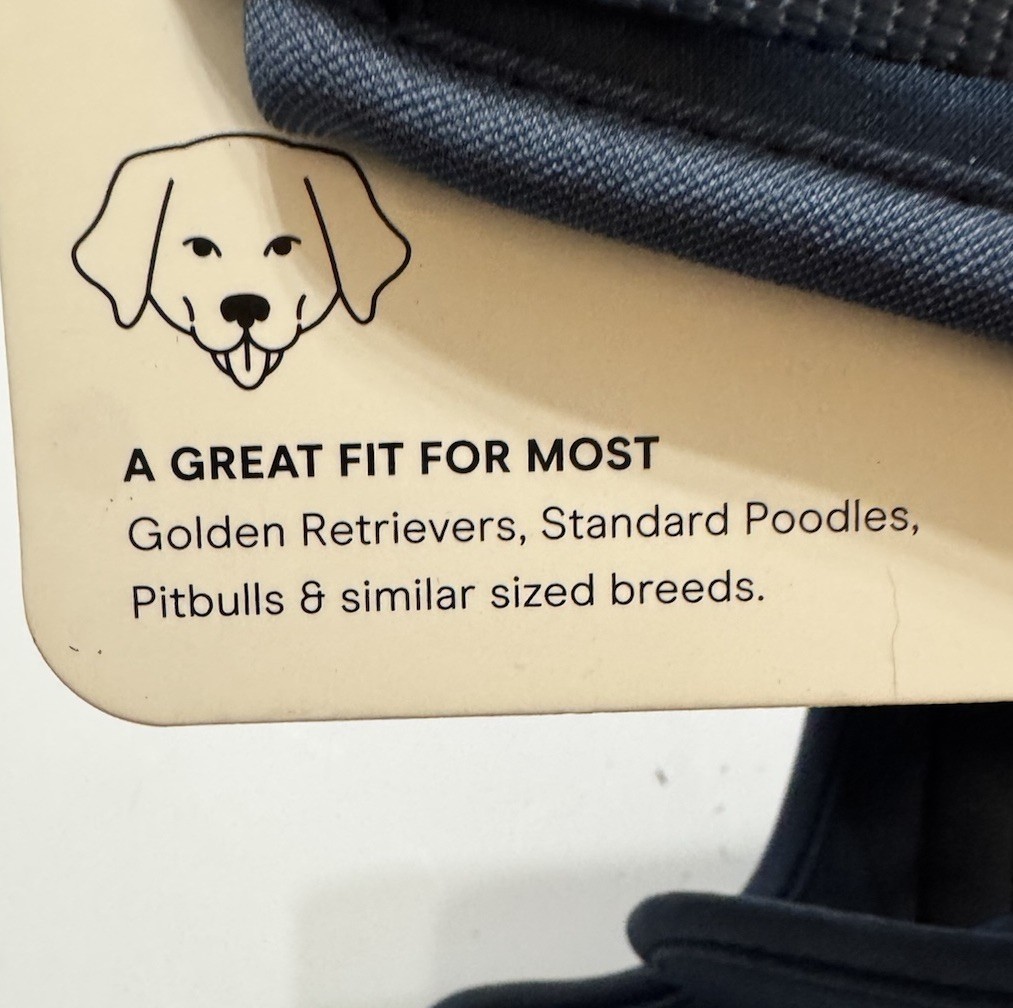 A GREAT FIT FOR MOST
Golden Retrievers, Standard Poodles,
Pitbulls & similar sized breeds.